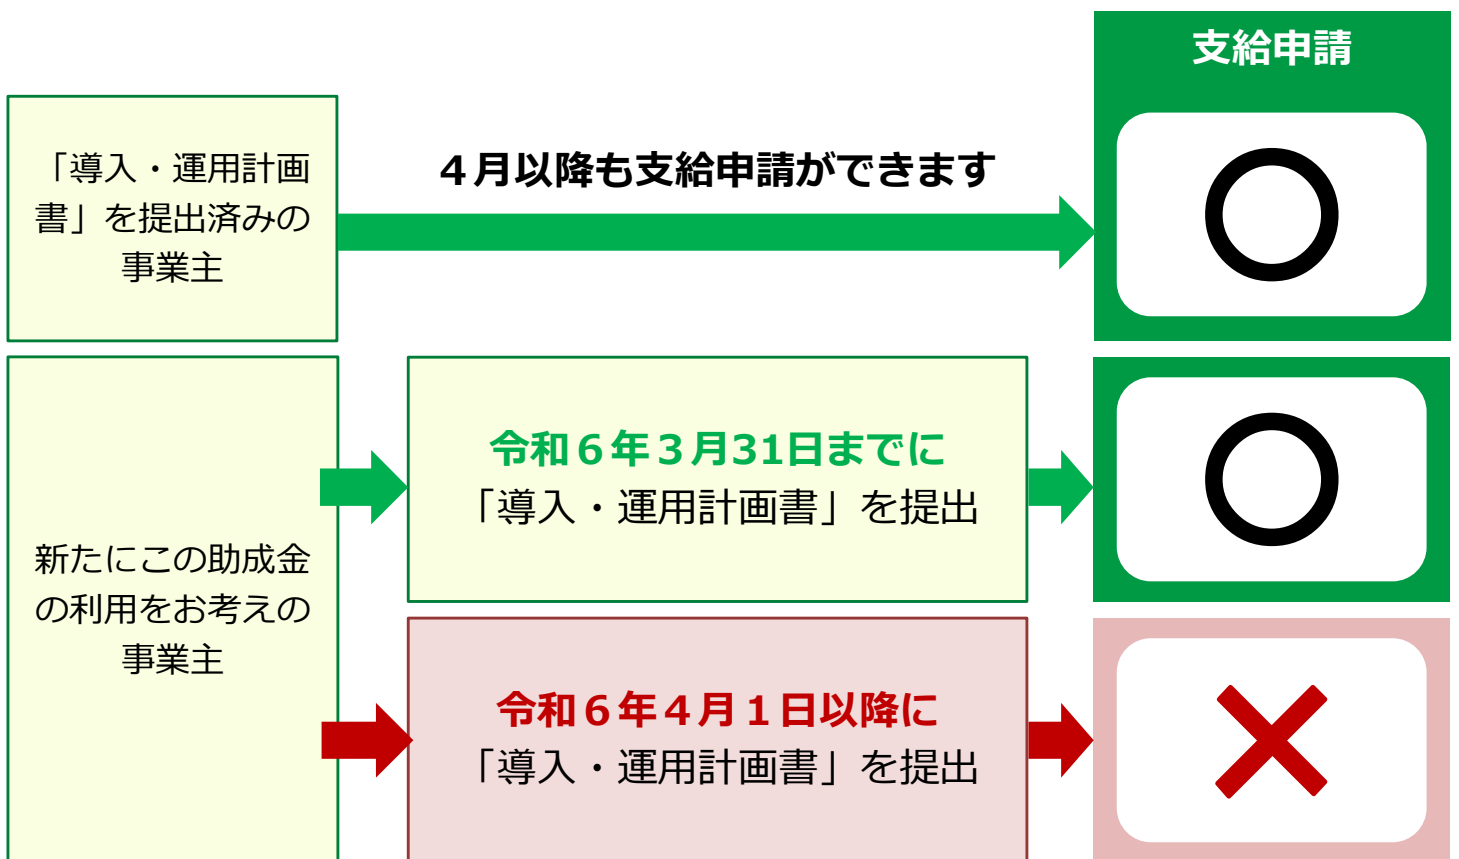 支給申請
「導入・運用計画
書」を提出済みの
事業主
４月以降も支給申請ができます
新たにこの助成金
の利用をお考えの
事業主
令和６年３月31日までに
「導入・運用計画書」を提出
令和６年４月１日以降に
「導入・運用計画書」を提出